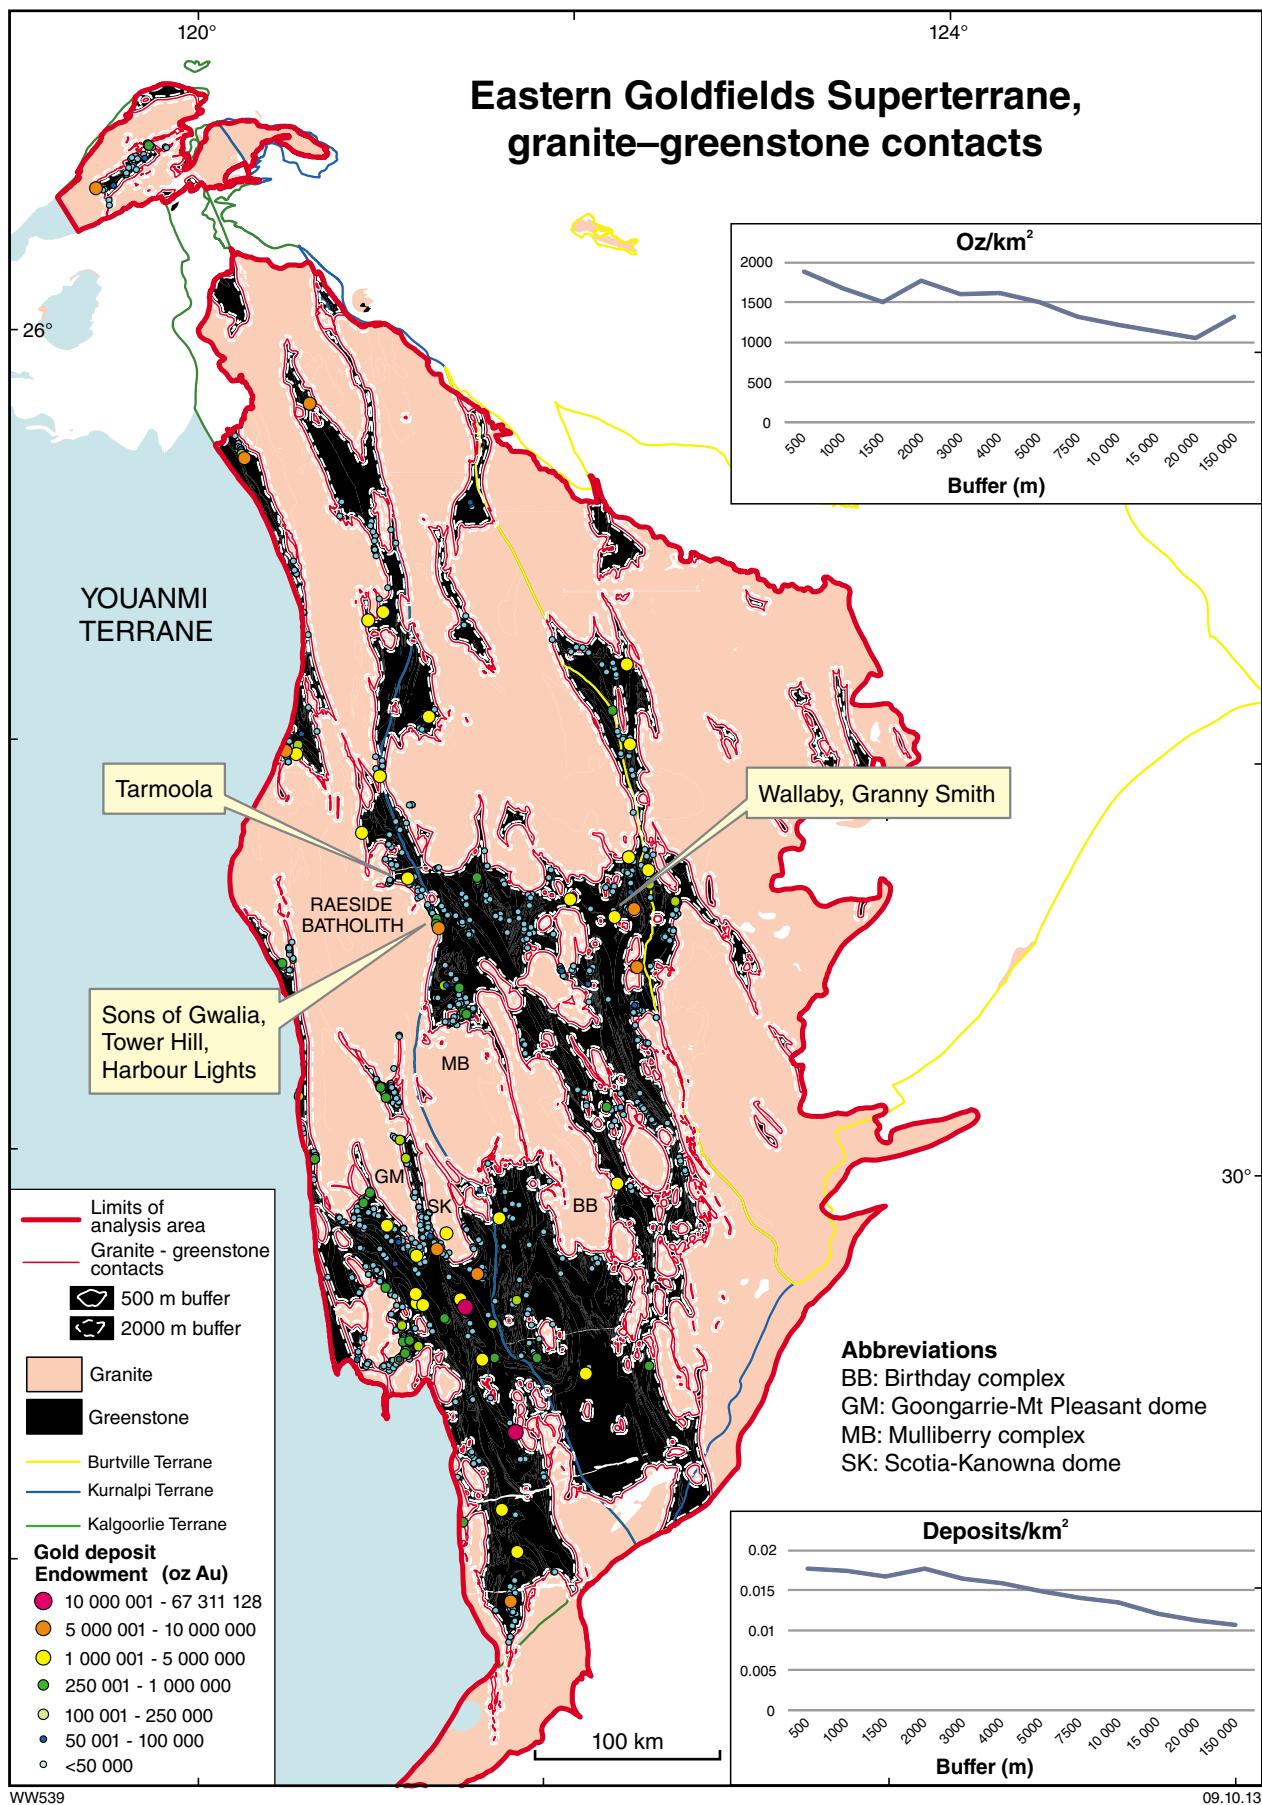 120°
124°
Eastern Goldfields Superterrane,
granite–greenstone contacts
Oz/km²
2000
1500
1000
500
0
500
1000
1500
2000
3000
4000
5000
7500
10 000
15 000
20 000
150 000
Buffer (m)
26°
YOUANMI
TERRANE
Tarmoola
Wallaby, Granny Smith
RAESIDE
BATHOLITH
Sons of Gwalia,
Tower Hill,
Harbour Lights
MB
GM
SK
BB
30°
Limits of
analysis area
Granite - greenstone
contacts
500 m buffer
2000 m buffer
Granite
Greenstone
Burtville Terrane
Kurnalpi Terrane
Kalgoorlie Terrane
Gold deposit
Endowment (oz Au)
10 000 001 - 67 311 128
5 000 001 - 10 000 000
1 000 001 - 5 000 000
250 001 - 1 000 000
100 001 - 250 000
50 001 - 100 000
<50 000
Abbreviations
BB: Birthday complex
GM: Goongarrie-Mt Pleasant dome
MB: Mulliberry complex
SK: Scotia-Kanowna dome
Deposits/km²
0.02
0.015
0.01
0.005
0
500
1000
1500
2000
3000
4000
5000
7500
10 000
15 000
20 000
150 000
Buffer (m)
100 km
WW539
09.10.13